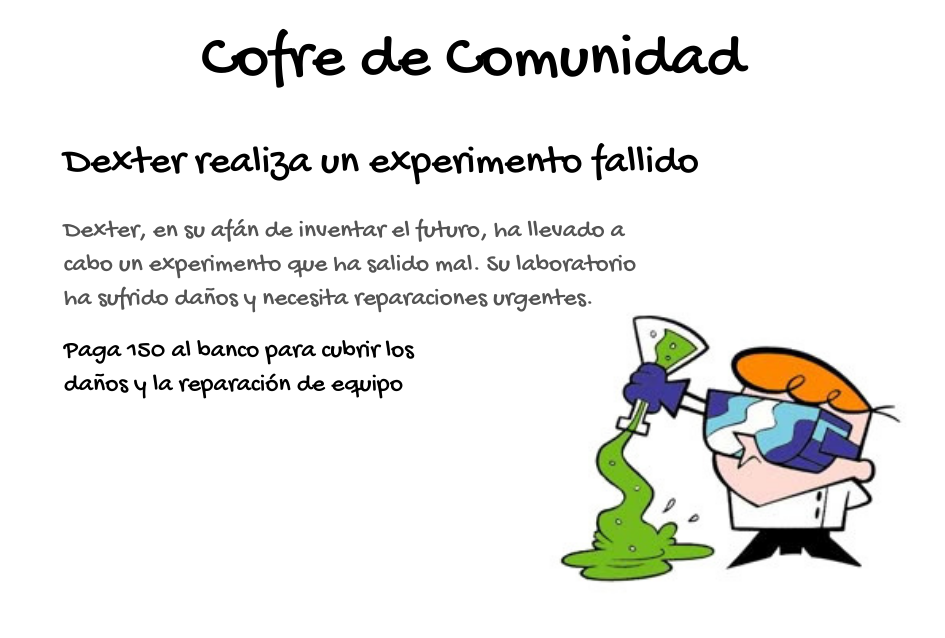 Cofre de Comunidad
Dexter realiza un experimento fallido
Dexter, en su afán de inventar el futuro, ha llevado a
cabo un experimento que ha salido mal. Su laboratorio
ha sufrido daños y necesita reparaciones urgentes.
Paga 150 al banco para cubrir los
daños y la reparación de equipo